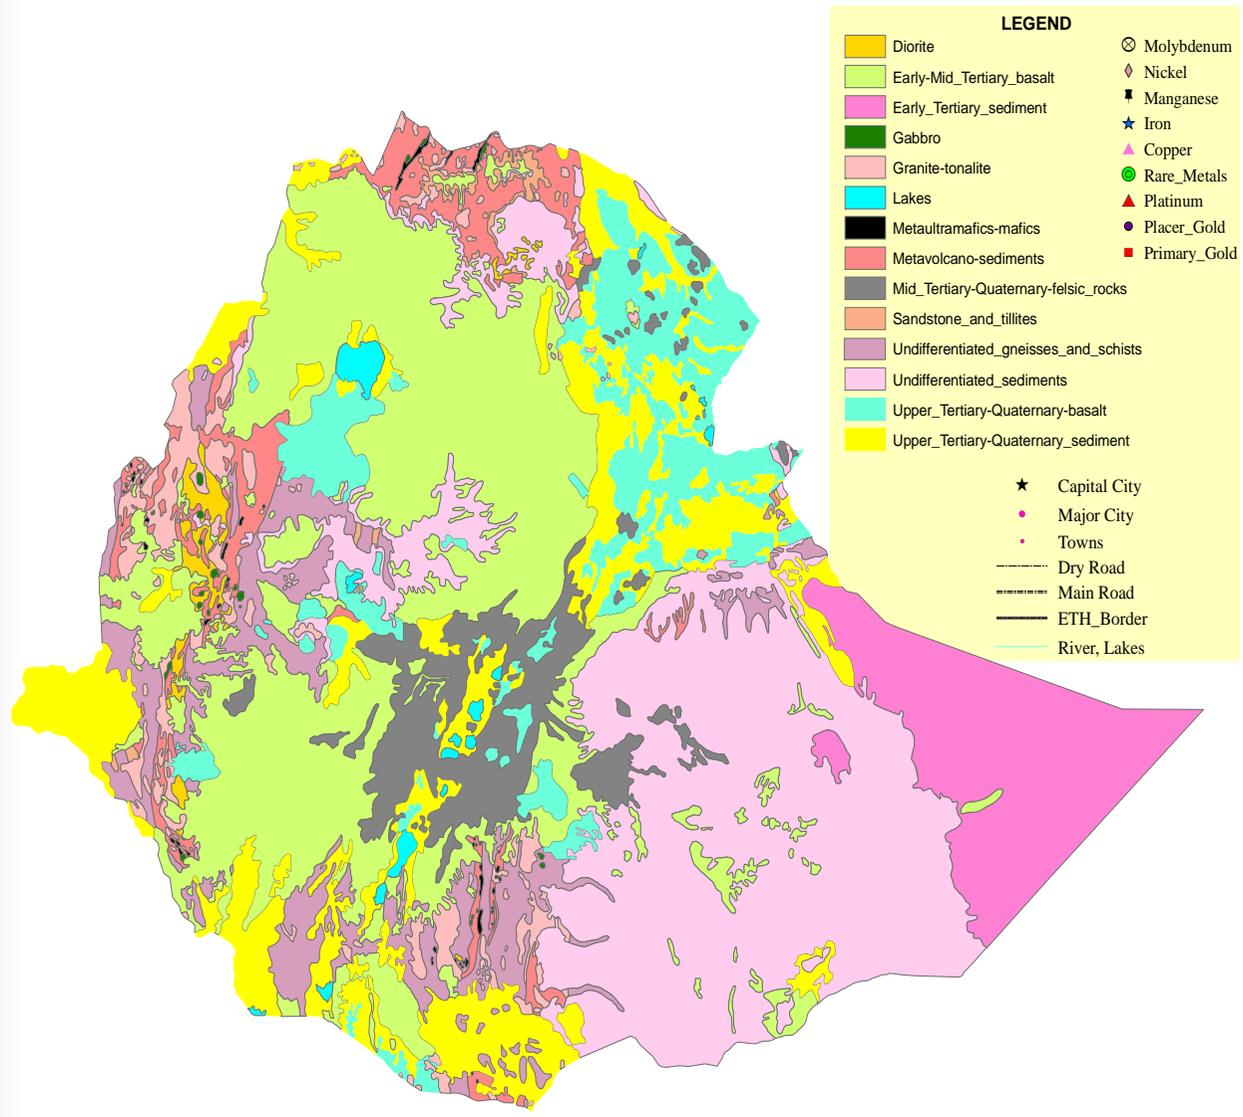 LEGEND
Diorite
Early-Mid_Tertiary_basalt
Early_Tertiary_sediment
Gabbro
Granite-tonalite
Lakes
Metaultramafics-mafics
Metavolcano-sediments
Mid_Tertiary-Quaternary-felsic_rocks
Sandstone_and_tillites
Undifferentiated_gneisses_and_schists
Undifferentiated_sediments
Upper_Tertiary-Quaternary-basalt
Upper_Tertiary-Quaternary_sediment
Molybdenum
Nickel
Manganese
Iron
Copper
Rare_Metals
Platinum
Placer_Gold
Primary_Gold
Capital City
Major City
Towns
Dry Road
Main Road
ETH_Border
River, Lakes